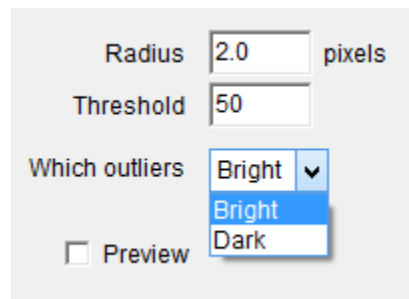 Radius 2.0 pixels
Threshold 50
Which outliers Bright
Bright
Dark
Preview